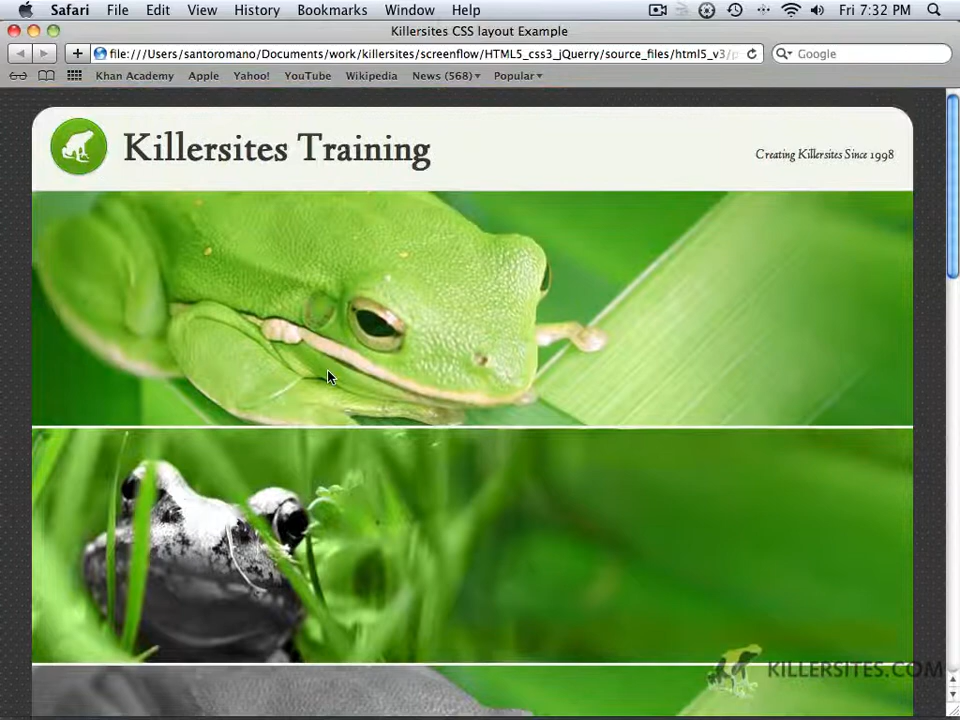 Safari File Edit View History Bookmarks Window Help Fri 7:32 PM
Killersites CSS layout Example
file:///Users/santoromano/Documents/work/killersites/screenflow/HTML5_css3_jQuerry/source_files/html5_v3/ Google
Khan Academy Apple Yahoo! YouTube Wikipedia News (568) Popular
Killersites Training
Creating Killersites Since 1998
KILLERSITES.COM